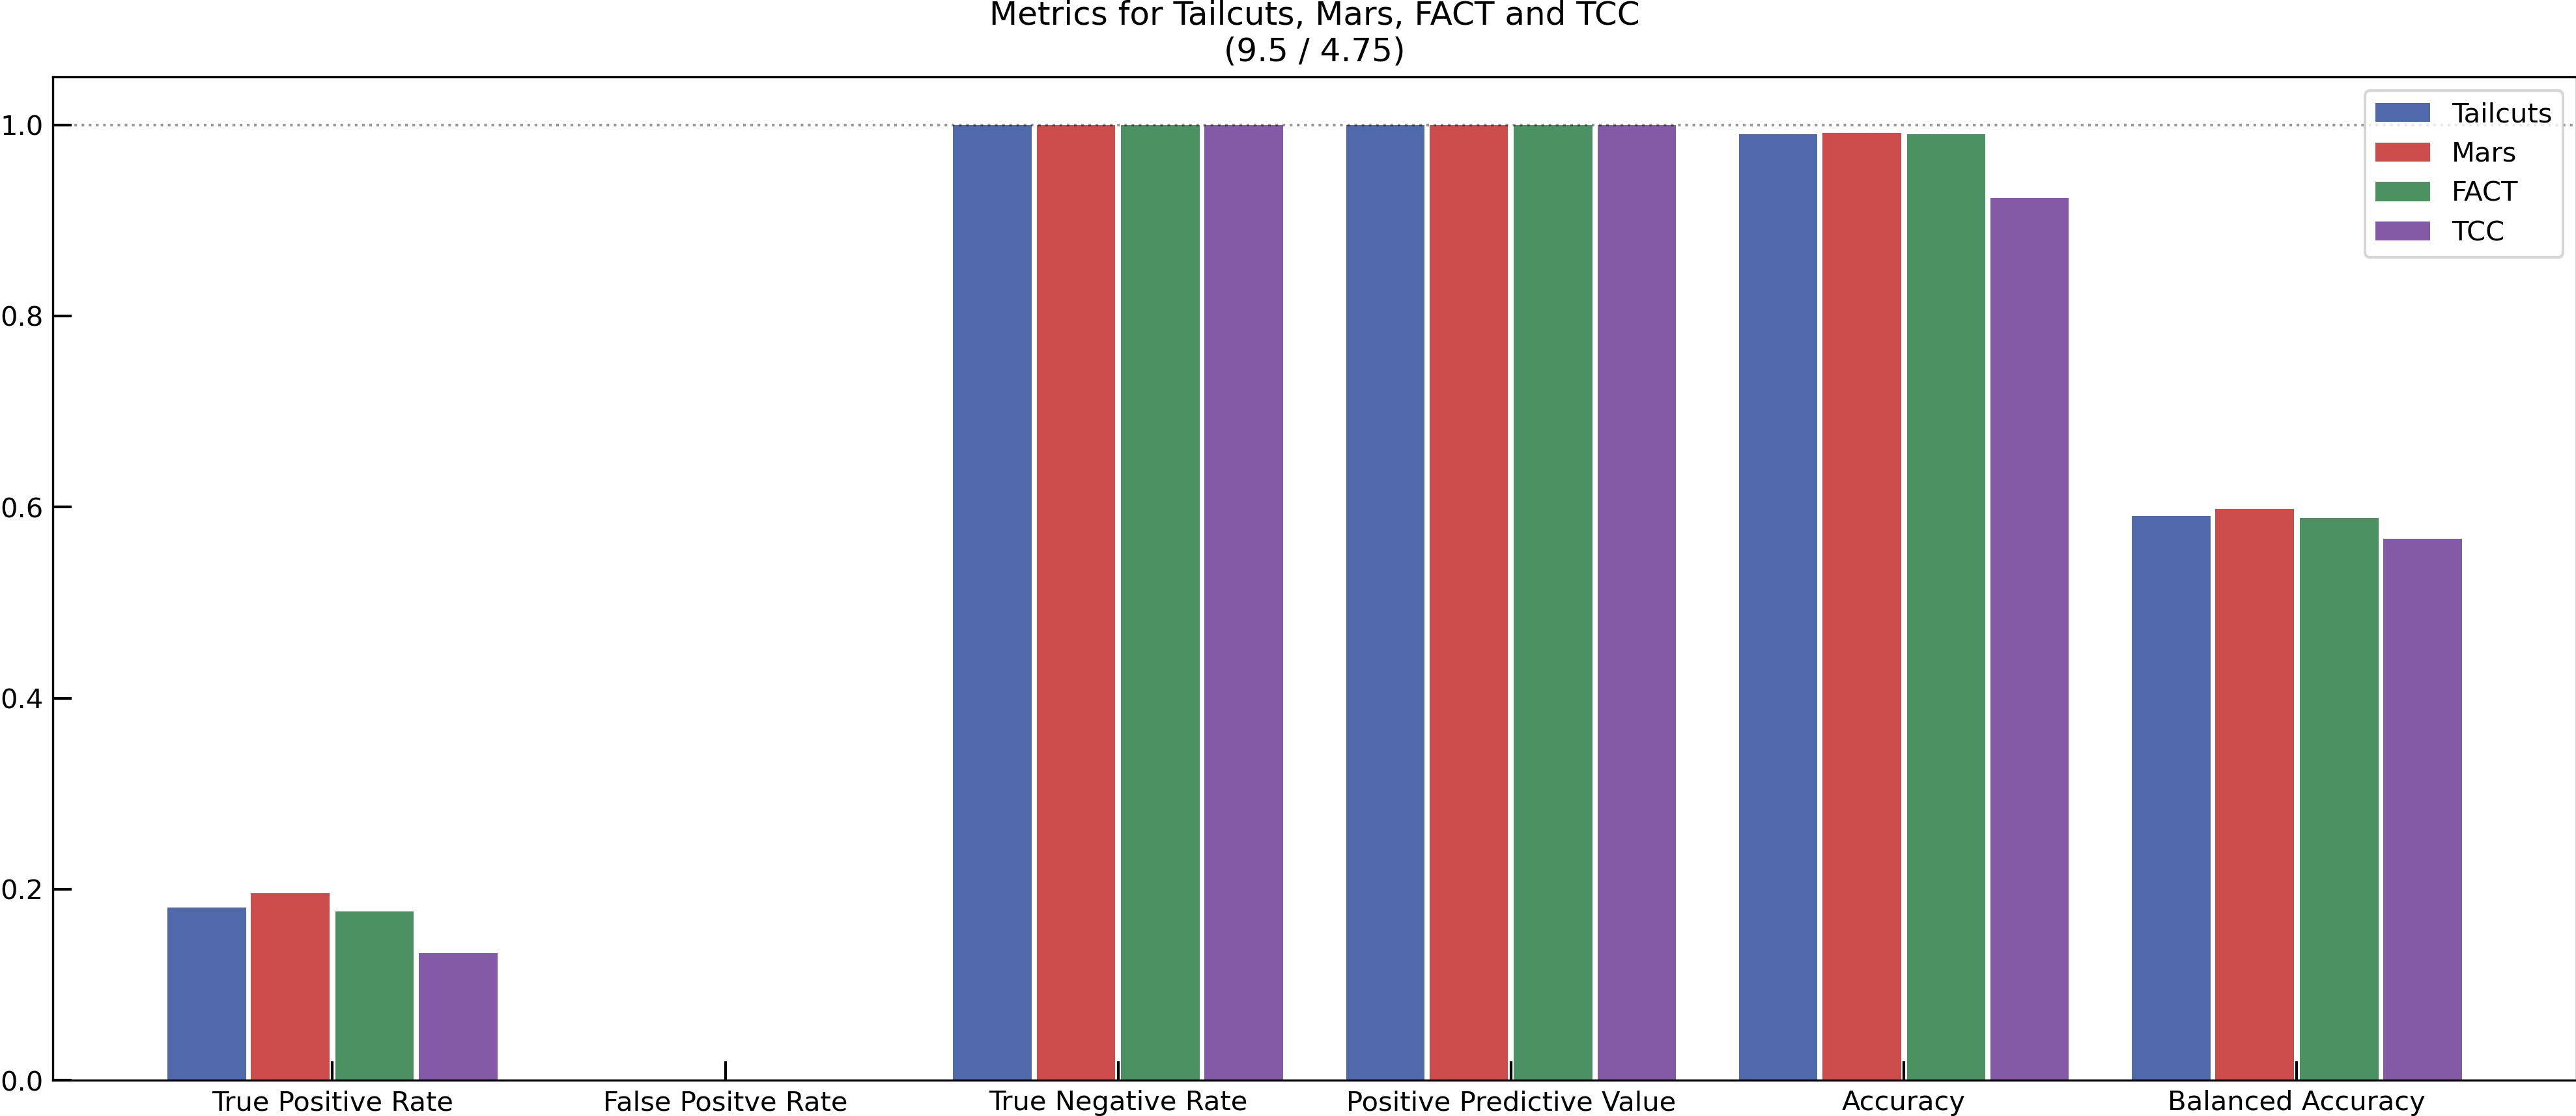 Metrics for Tailcuts, Mars, FACT and TCC
(9.5 / 4.75)
1.0
0.8
0.6
0.4
0.2
0.0
Tailcuts
Mars
FACT
TCC
True Positive Rate
False Positve Rate
True Negative Rate
Positive Predictive Value
Accuracy
Balanced Accuracy